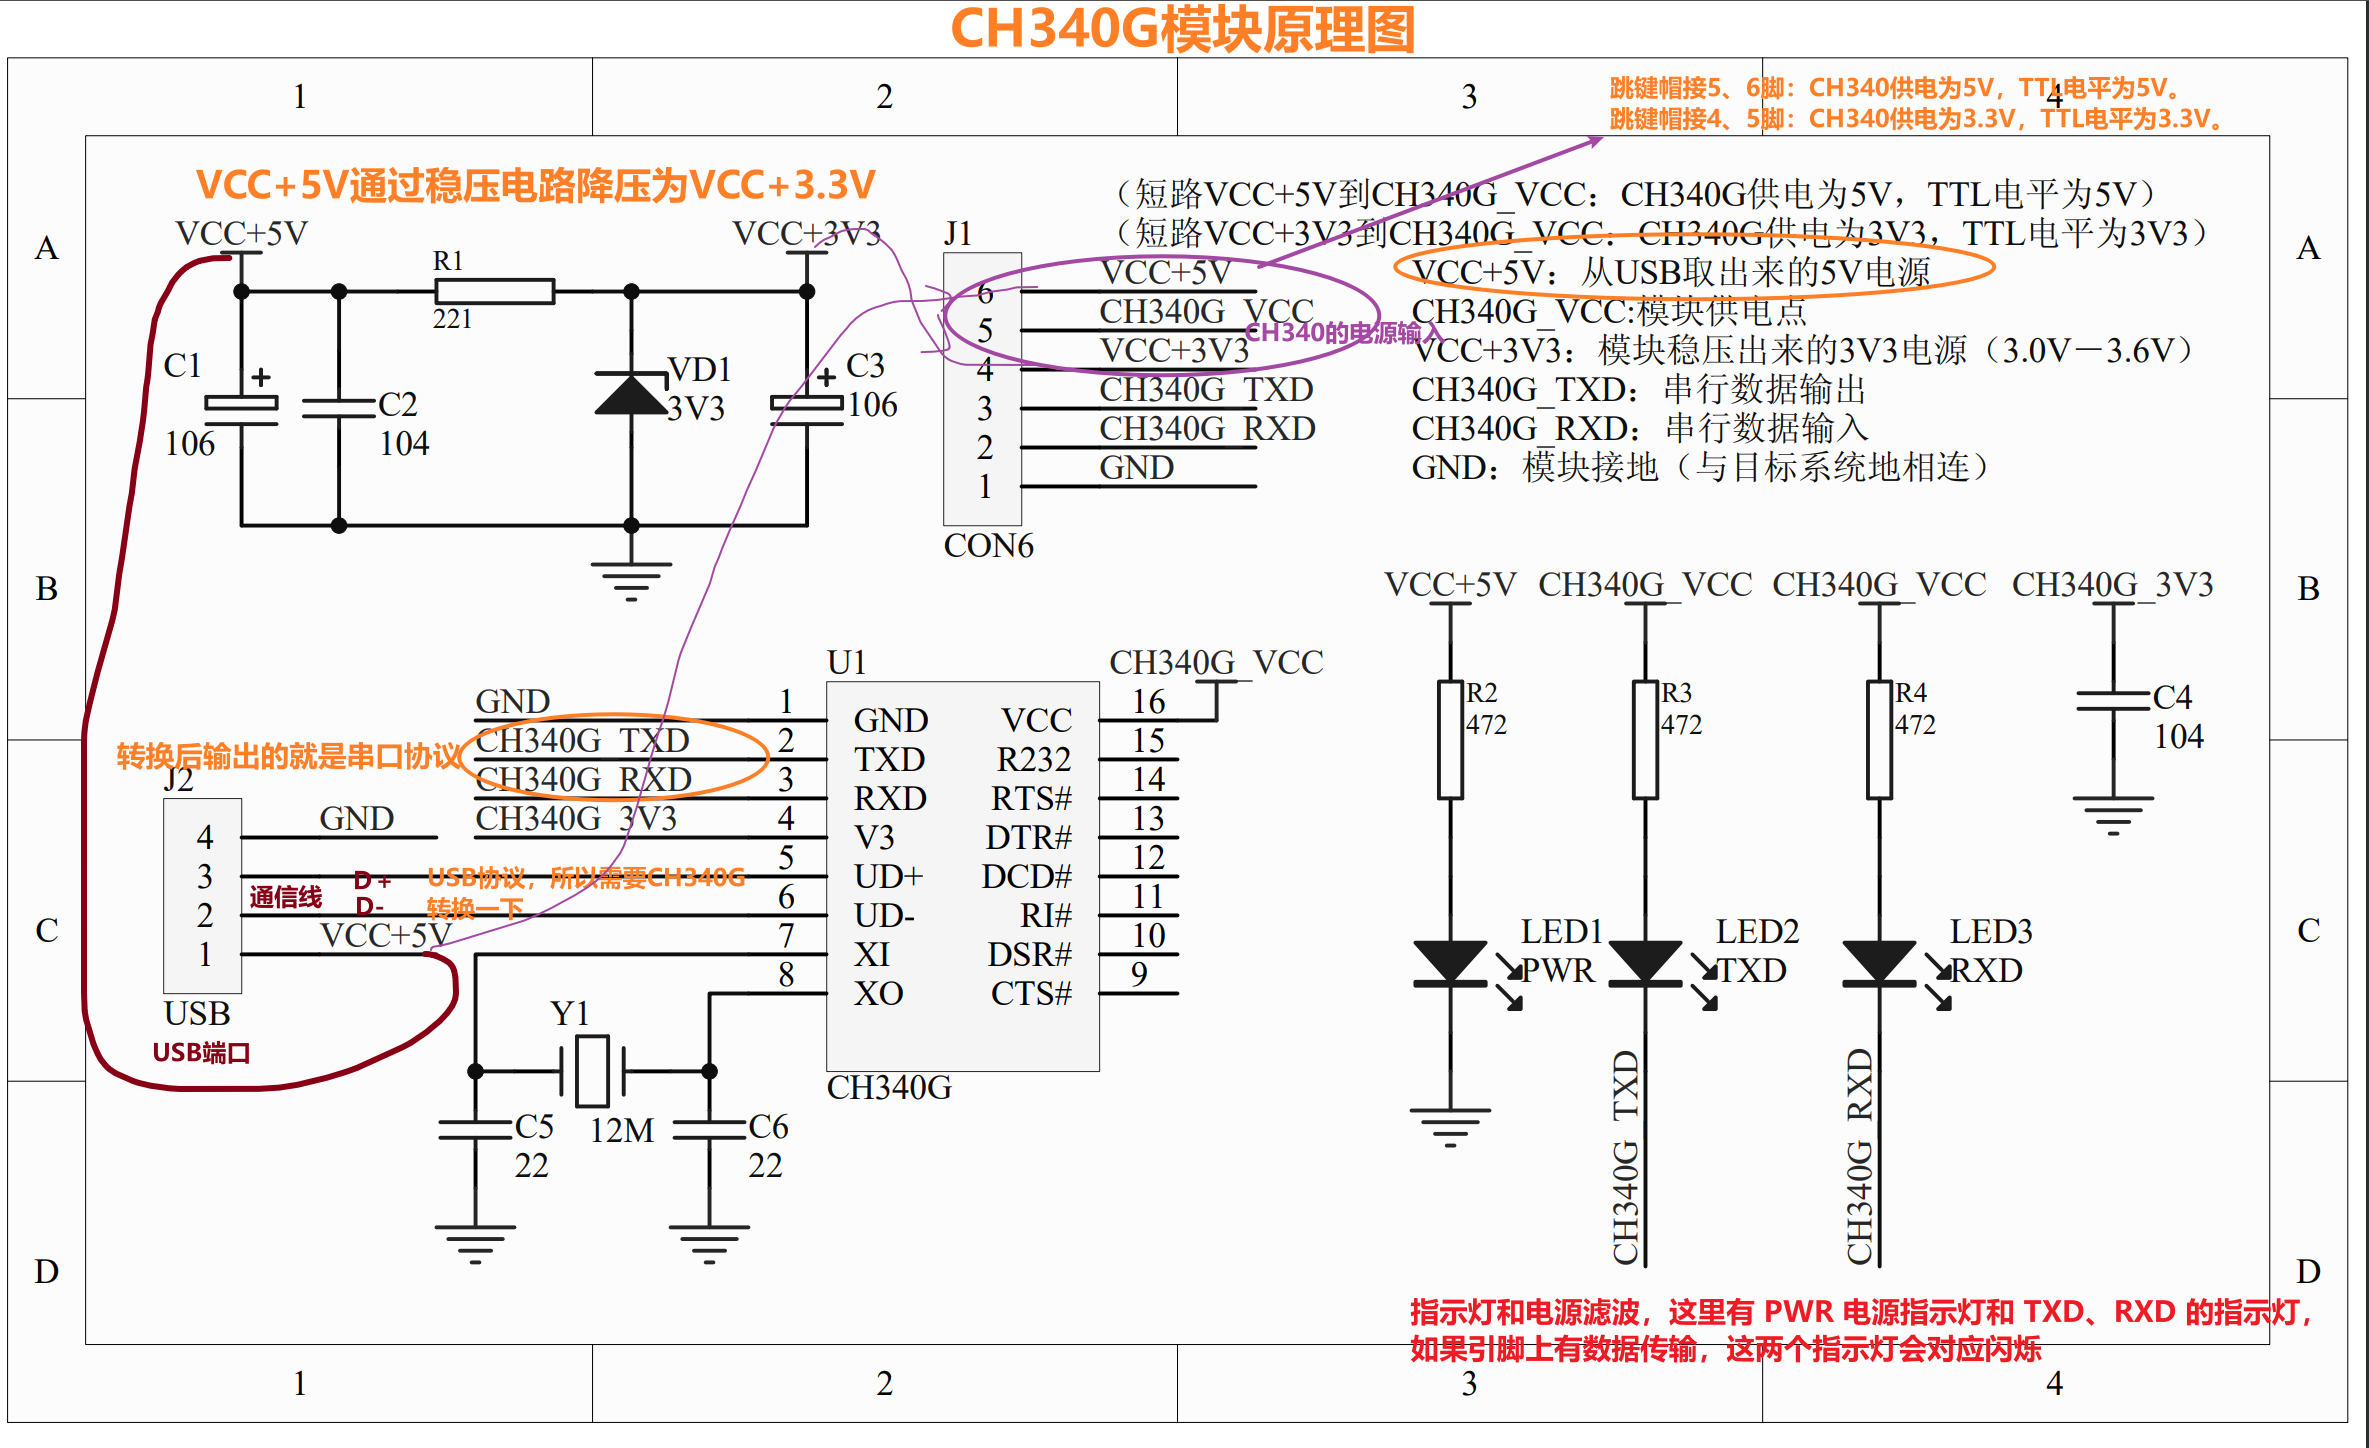 CH340G模块原理图
1
2
3
4
跳键帽接5、6脚：CH340供电为5V，TTL电平为5V。
跳键帽接4、5脚：CH340供电为3.3V，TTL电平为3.3V。
A
A
VCC+5V通过稳压电路降压为VCC+3.3V
VCC+5V
VCC+3V3
R1
221
C1
106
C2
104
VD1
3V3
C3
106
J1
6
5
4
3
2
1
VCC+5V
CH340G_VCC
VCC+3V3
CH340G_TXD
CH340G_RXD
GND
CON6
CH340的电源输入
（短路VCC+5V到CH340G_VCC：CH340G供电为5V，TTL电平为5V）
（短路VCC+3V3到CH340G_VCC：CH340G供电为3V3，TTL电平为3V3）
VCC+5V：从USB取出来的5V电源
CH340G_VCC:模块供电点
VCC+3V3：模块稳压出来的3V3电源（3.0V－3.6V）
CH340G_TXD：串行数据输出
CH340G_RXD：串行数据输入
GND：模块接地（与目标系统地相连）
B
B
U1
CH340G_VCC
GND
CH340G_TXD
CH340G_RXD
CH340G_3V3
1
2
3
4
5
6
7
8
GND
TXD
RXD
V3
UD+
UD-
XI
XO
VCC
R232
RTS#
DTR#
DCD#
RI#
DSR#
CTS#
16
15
14
13
12
11
10
9
CH340G
转换后输出的就是串口协议
J2
4
3
2
1
GND
通信线
D+
D-
USB协议，所以需要CH340G
转换一下
VCC+5V
USB
USB端口
Y1
12M
C5
22
C6
22
VCC+5V
CH340G_VCC
CH340G_VCC
CH340G_3V3
R2
472
R3
472
R4
472
C4
104
LED1
PWR
LED2
TXD
LED3
RXD
CH340G_TXD
CH340G_RXD
C
C
D
D
指示灯和电源滤波，这里有 PWR 电源指示灯和 TXD、RXD 的指示灯，
如果引脚上有数据传输，这两个指示灯会对应闪烁
1
2
3
4